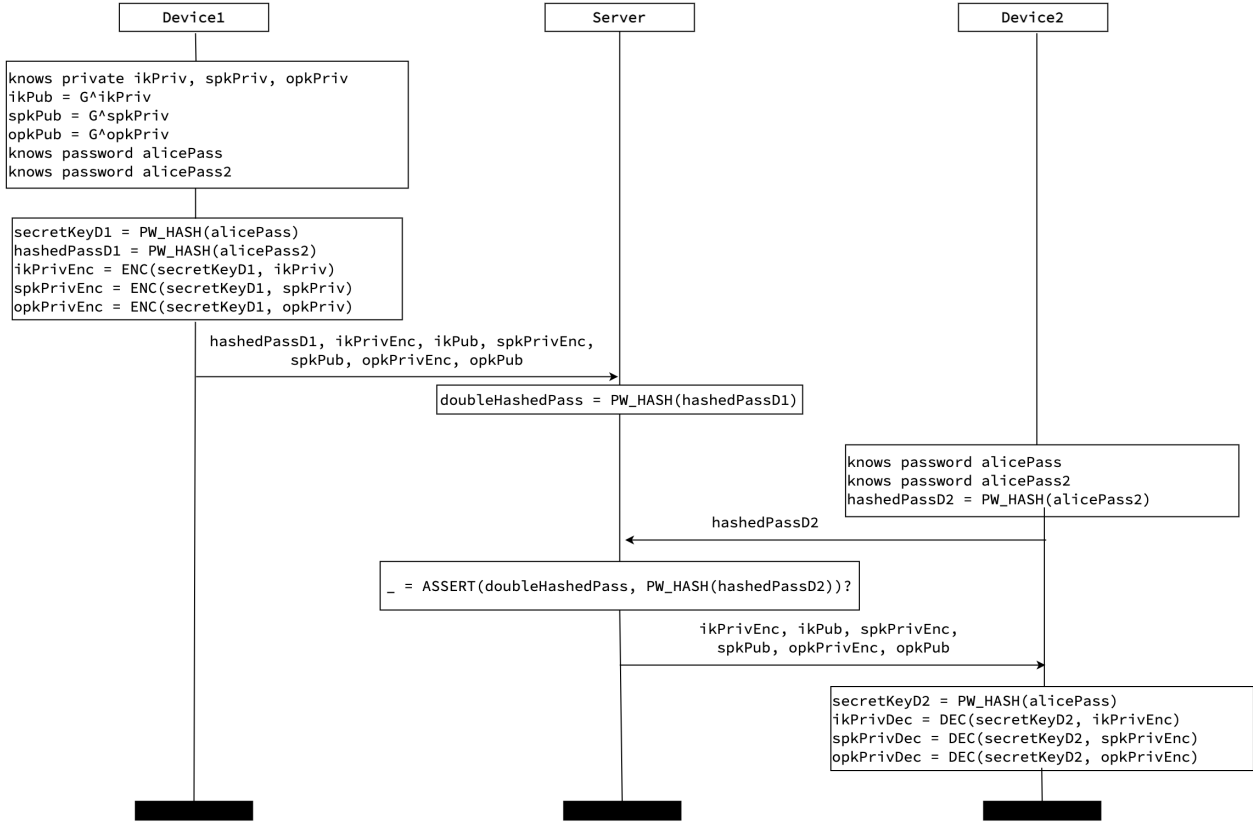 Device1
Server
Device2
knows private ikPriv, spkPriv, opkPriv
ikPub = G^ikPriv
spkPub = G^spkPriv
opkPub = G^opkPriv
knows password alicePass
knows password alicePass2
secretKeyD1 = PW_HASH(alicePass)
hashedPassD1 = PW_HASH(alicePass2)
ikPrivEnc = ENC(secretKeyD1, ikPriv)
spkPrivEnc = ENC(secretKeyD1, spkPriv)
opkPrivEnc = ENC(secretKeyD1, opkPriv)
hashedPassD1, ikPrivEnc, ikPub, spkPrivEnc,
spkPub, opkPrivEnc, opkPub
doubleHashedPass = PW_HASH(hashedPassD1)
knows password alicePass
knows password alicePass2
hashedPassD2 = PW_HASH(alicePass2)
hashedPassD2
_ = ASSERT(doubleHashedPass, PW_HASH(hashedPassD2))?
ikPrivEnc, ikPub, spkPrivEnc,
spkPub, opkPrivEnc, opkPub
secretKeyD2 = PW_HASH(alicePass)
ikPrivDec = DEC(secretKeyD2, ikPrivEnc)
spkPrivDec = DEC(secretKeyD2, spkPrivEnc)
opkPrivDec = DEC(secretKeyD2, opkPrivEnc)